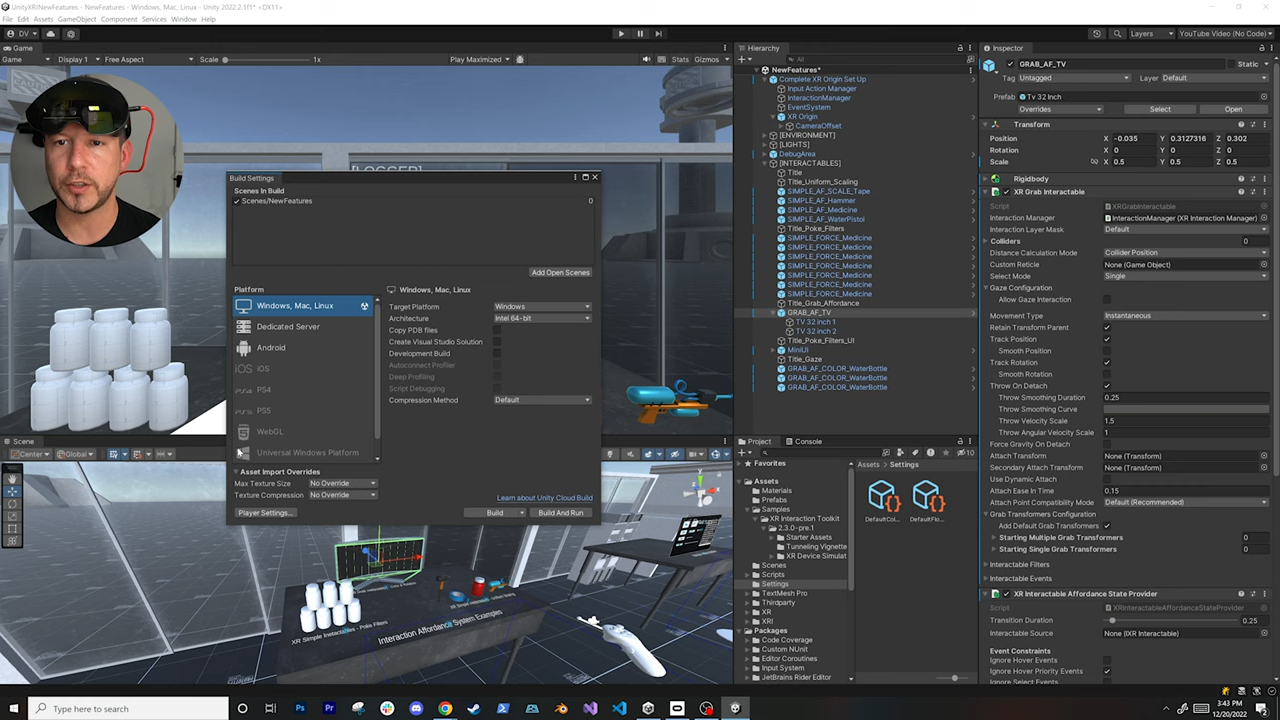 UnityXRINewFeatures - NewFeatures - Windows, Mac, Linux - Unity 2022.2.1f1* <DX11>
File Edit Assets GameObject Component Services Window Help
DV
Layers
YouTube Video (No Code)
Game
Game
Display 1
Free Aspect
Scale
1x
Play Maximized
Stats
Gizmos
Build Settings
Scenes In Build
Scenes/NewFeatures
0
Add Open Scenes
Platform
Windows, Mac, Linux
Dedicated Server
Android
iOS
iOS
PS4
PS4
PS5
PS5
WebGL
Universal Windows Platform
Windows, Mac, Linux
Target Platform
Windows
Architecture
Intel 64-bit
Copy PDB files
Create Visual Studio Solution
Development Build
Autoconnect Profiler
Deep Profiling
Script Debugging
Compression Method
Default
Asset Import Overrides
Max Texture Size
No Override
Texture Compression
No Override
Learn about Unity Cloud Build
Player Settings...
Build
Build And Run
Scene
Center
Global
Interaction Affordance System Examples
Hierarchy
All
NewFeatures*
Complete XR Origin Set Up
Input Action Manager
InteractionManager
EventSystem
XR Origin
CameraOffset
[ENVIRONMENT]
[LIGHTS]
DebugArea
[INTERACTABLES]
Title
Title_Uniform_Scaling
SIMPLE_AF_SCALE_Tape
SIMPLE_AF_Hammer
SIMPLE_AF_Medicine
SIMPLE_AF_WaterPistol
Title_Poke_Filters
SIMPLE_FORCE_Medicine
SIMPLE_FORCE_Medicine
SIMPLE_FORCE_Medicine
SIMPLE_FORCE_Medicine
SIMPLE_FORCE_Medicine
SIMPLE_FORCE_Medicine
SIMPLE_FORCE_Medicine
Title_Grab_Affordance
GRAB_AF_TV
TV 32 inch 1
TV 32 inch 2
Title_Poke_Filters_UI
MiniUI
Title_Gaze
GRAB_AF_COLOR_WaterBottle
GRAB_AF_COLOR_WaterBottle
GRAB_AF_COLOR_WaterBottle
Project
Console
10
Favorites
Assets
Materials
Prefabs
Samples
XR Interaction Toolkit
2.3.0-pre.1
Starter Assets
Tunneling Vignette
XR Device Simulat
Scenes
Scripts
Settings
TextMesh Pro
Thirdparty
XR
XRI
Packages
Code Coverage
Custom NUnit
Editor Coroutines
Input System
JetBrains Rider Editor
Assets > Settings
DefaultCol...
DefaultFlo...
Inspector
GRAB_AF_TV
Static
Tag
Untagged
Layer
Default
Prefab
Tv 32 Inch
Overrides
Select
Open
Transform
Position X -0.035 Y 0.3127316 Z 0.302
Rotation X 0 Y 0 Z 0
Scale X 0.5 Y 0.5 Z 0.5
Rigidbody
XR Grab Interactable
Script
XRGrabInteractable
Interaction Manager
InteractionManager (XR Interaction Manager)
Interaction Layer Mask
Default
Colliders
0
Distance Calculation Mode
Collider Position
Custom Reticle
None (Game Object)
Select Mode
Single
Gaze Configuration
Allow Gaze Interaction
Movement Type
Instantaneous
Retain Transform Parent
Track Position
Smooth Position
Track Rotation
Smooth Rotation
Throw On Detach
Throw Smoothing Duration
0.25
Throw Smoothing Curve
Throw Velocity Scale
1.5
Throw Angular Velocity Scale
1
Force Gravity On Detach
Attach Transform
None (Transform)
Secondary Attach Transform
None (Transform)
Use Dynamic Attach
Attach Ease In Time
0.15
Attach Point Compatibility Mode
Default (Recommended)
Grab Transformers Configuration
Add Default Grab Transformers
Starting Multiple Grab Transformers
0
Starting Single Grab Transformers
0
Interactable Filters
Interactable Events
XR Interactable Affordance State Provider
Script
XRInteractableAffordanceStateProvider
Transition Duration
0.25
Interactable Source
None (IXR Interactable)
Event Constraints
Ignore Hover Events
Ignore Hover Priority Events
Ignore Select Events
Type here to search
3:43 PM
12/20/2022
2